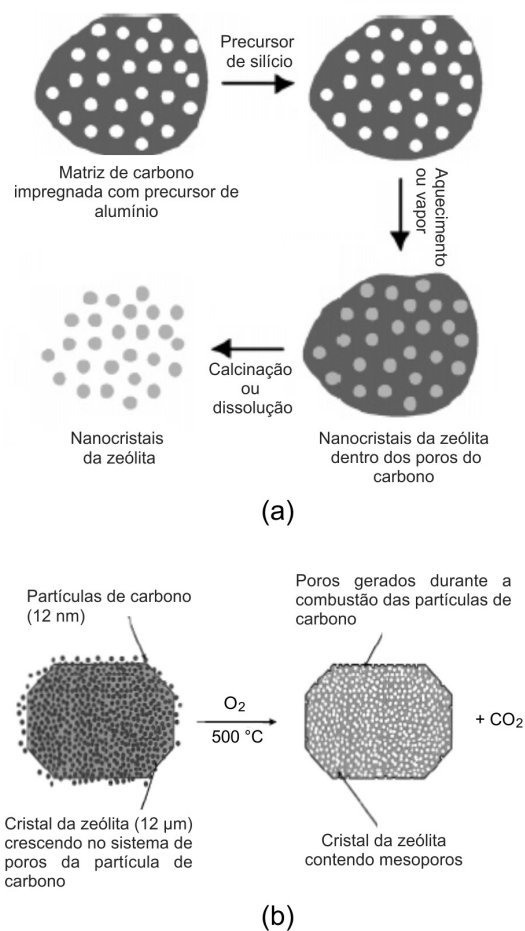 Precursor
de silício
Matriz de carbono
impregnada com precursor de
alumínio
Aquecimento
ou vapor
Calcinação
ou
dissolução
Nanocristais
da zeólita
Nanocristais da zeólita
dentro dos poros do
carbono
(a)
Partículas de carbono
(12 nm)
Poros gerados durante a
combustão das partículas de
carbono
O₂
500 °C
+ CO₂
Cristal da zeólita (12 µm)
crescendo no sistema de
poros da partícula de
carbono
Cristal da zeólita
contendo mesoporos
(b)